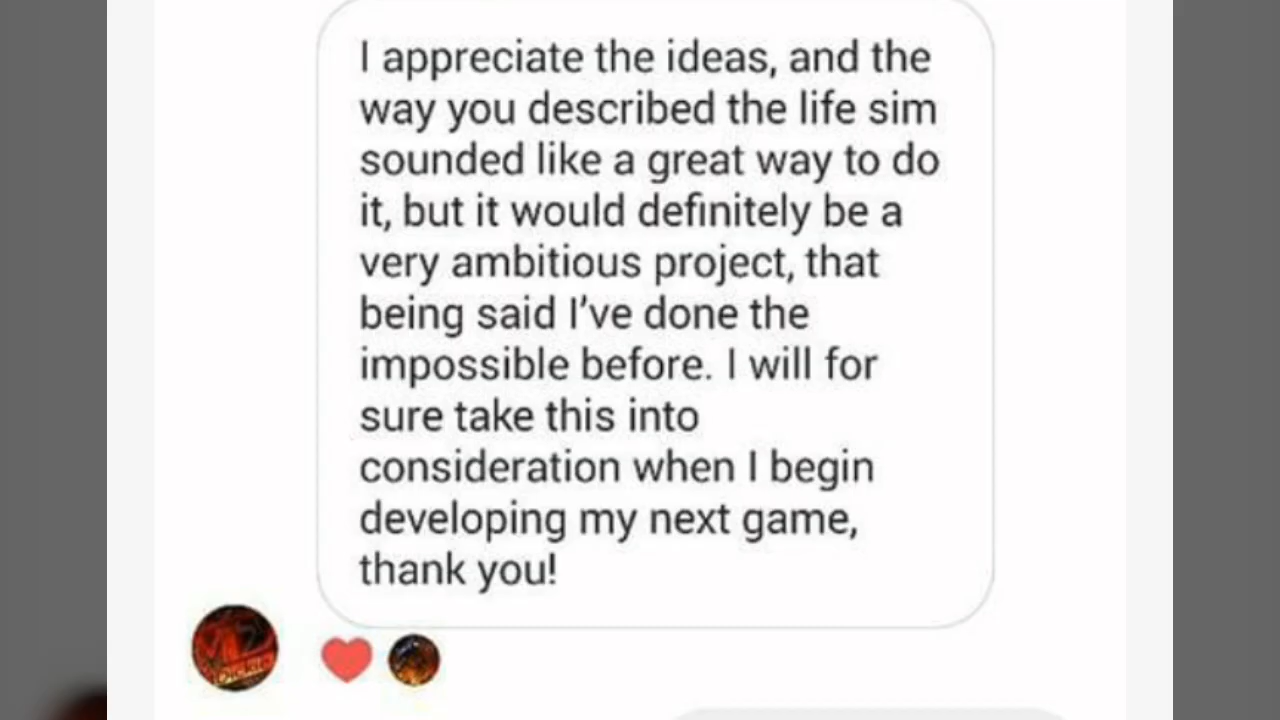 I appreciate the ideas, and the
way you described the life sim
sounded like a great way to do
it, but it would definitely be a
very ambitious project, that
being said I've done the
impossible before. I will for
sure take this into
consideration when I begin
developing my next game,
thank you!
MDickie